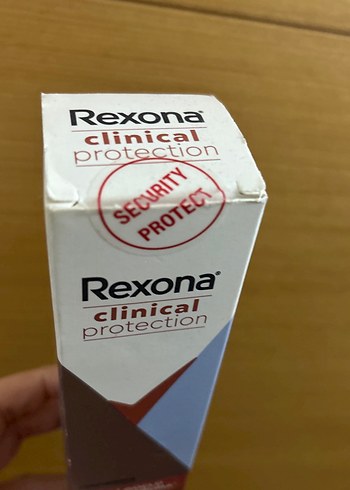 Rexona
clinical
protection
SECURITY
PROTECT
Rexona
clinical
protection